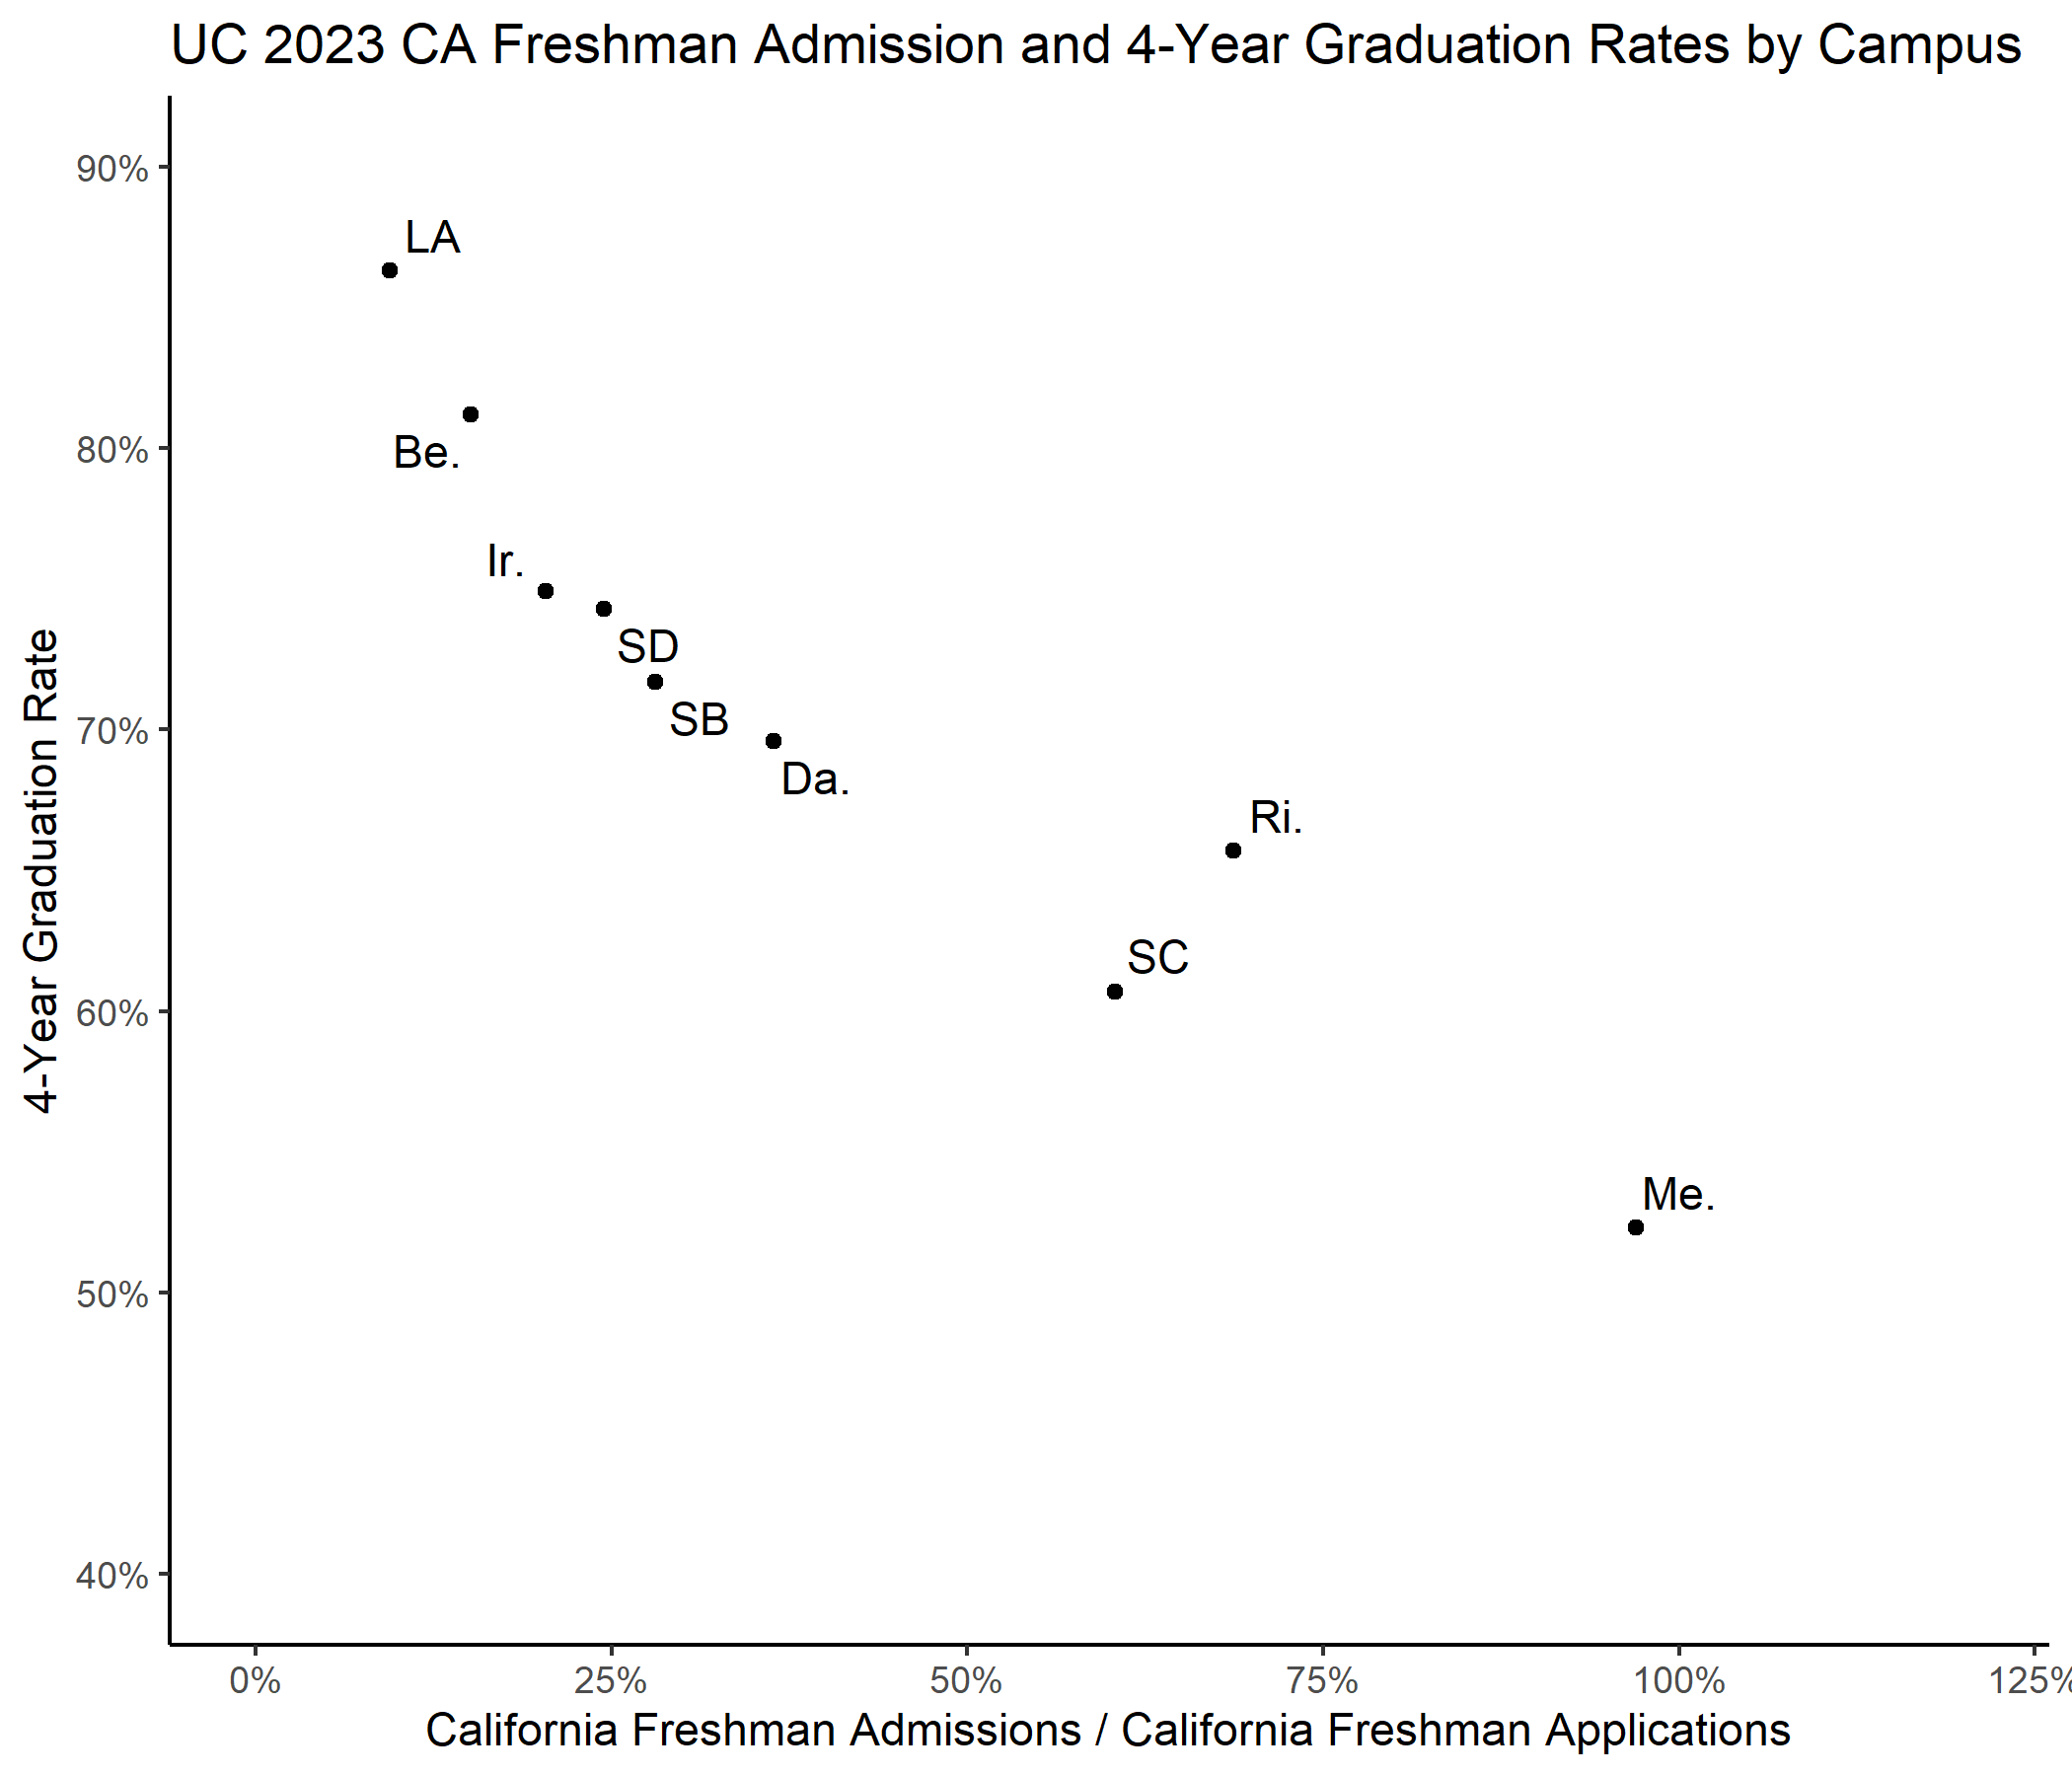 UC 2023 CA Freshman Admission and 4-Year Graduation Rates by Campus
90%
LA
80%
Be.
Ir.
SD
4-Year Graduation Rate
70%
SB
Da.
Ri.
SC
60%
Me.
50%
40%
0% 25% 50% 75% 100% 125%
California Freshman Admissions / California Freshman Applications